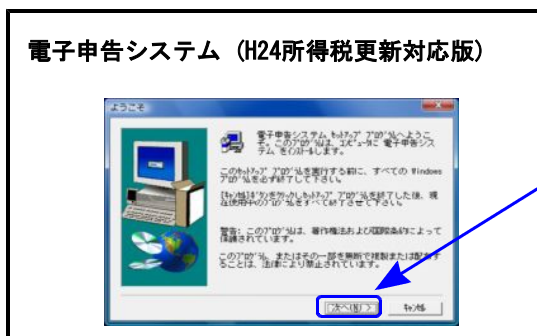 電子申告システム（H24所得税更新対応版）
ようこそ
電子申告システム ｾｯﾄｱｯﾌﾟ ﾌﾟﾛｸﾞﾗﾑへようこ
そ。このﾌﾟﾛｸﾞﾗﾑは、ｺﾝﾋﾟｭｰﾀに 電子申告シス
テム をｲﾝｽﾄｰﾙします。
このｾｯﾄｱｯﾌﾟ ﾌﾟﾛｸﾞﾗﾑを実行する前に、すべての Windows
ﾌﾟﾛｸﾞﾗﾑを必ず終了して下さい。
[ｷｬﾝｾﾙ]ﾎﾞﾀﾝをｸﾘｯｸしｾｯﾄｱｯﾌﾟ ﾌﾟﾛｸﾞﾗﾑを終了した後、現
在使用中のﾌﾟﾛｸﾞﾗﾑをすべて終了させて下さい。
警告: このﾌﾟﾛｸﾞﾗﾑは、著作権法および国際条約によって
保護されています。
このﾌﾟﾛｸﾞﾗﾑ、またはその一部を無断で複製または配布す
ることは、法律により禁止されています。
次へ(N) >
ｷｬﾝｾﾙ